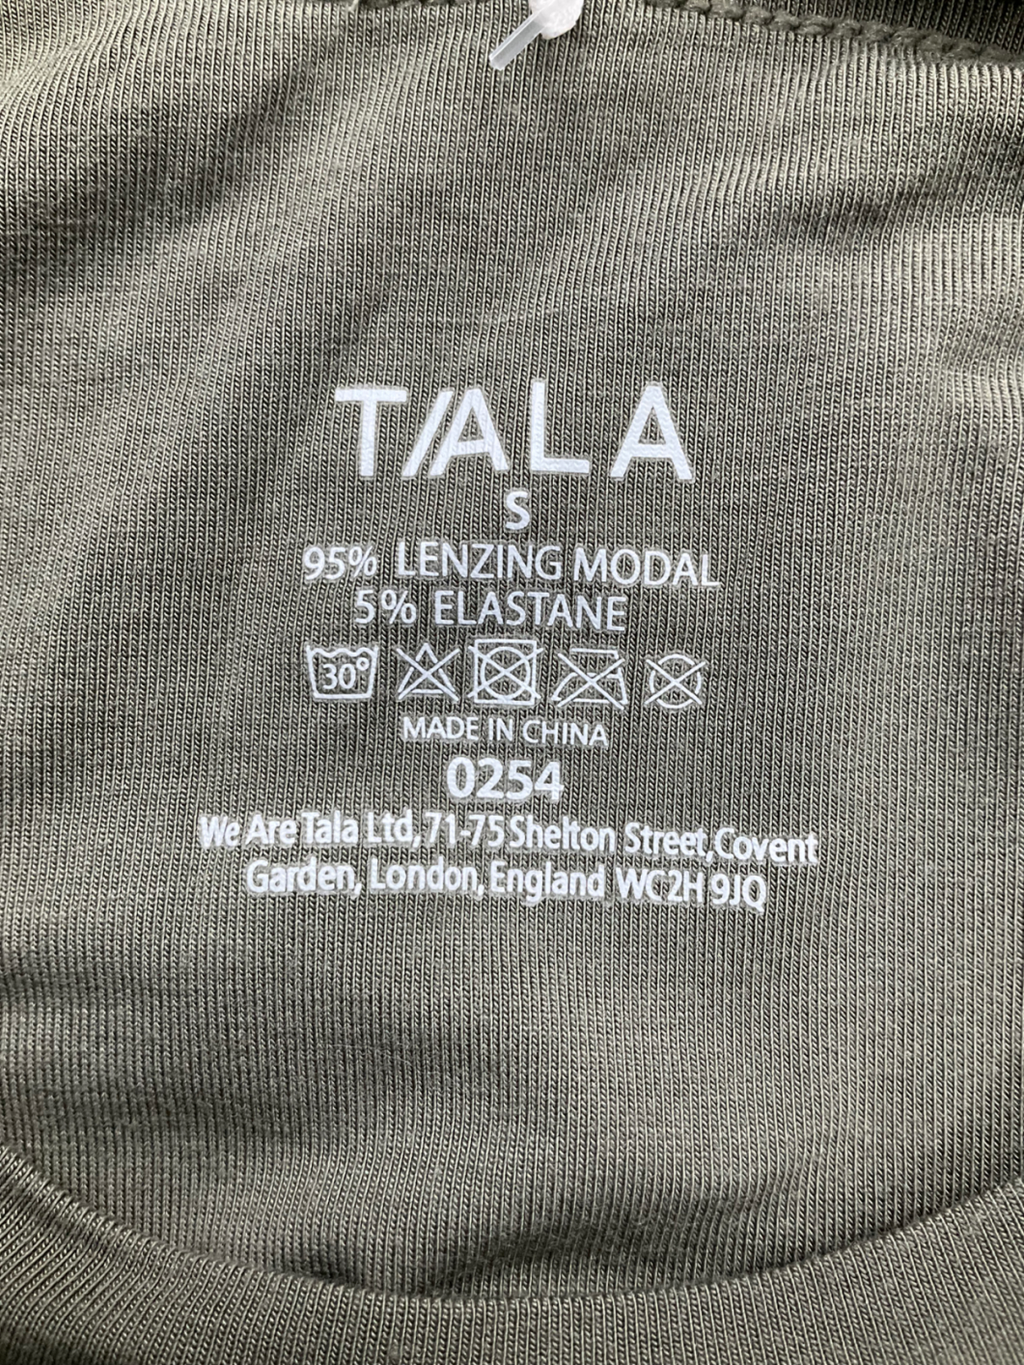 T//ALA
S
95% LENZING MODAL
5% ELASTANE
30°
MADE IN CHINA
0254
We Are Tala Ltd,71-75 Shelton Street,Covent
Garden, London, England WC2H 9JQ